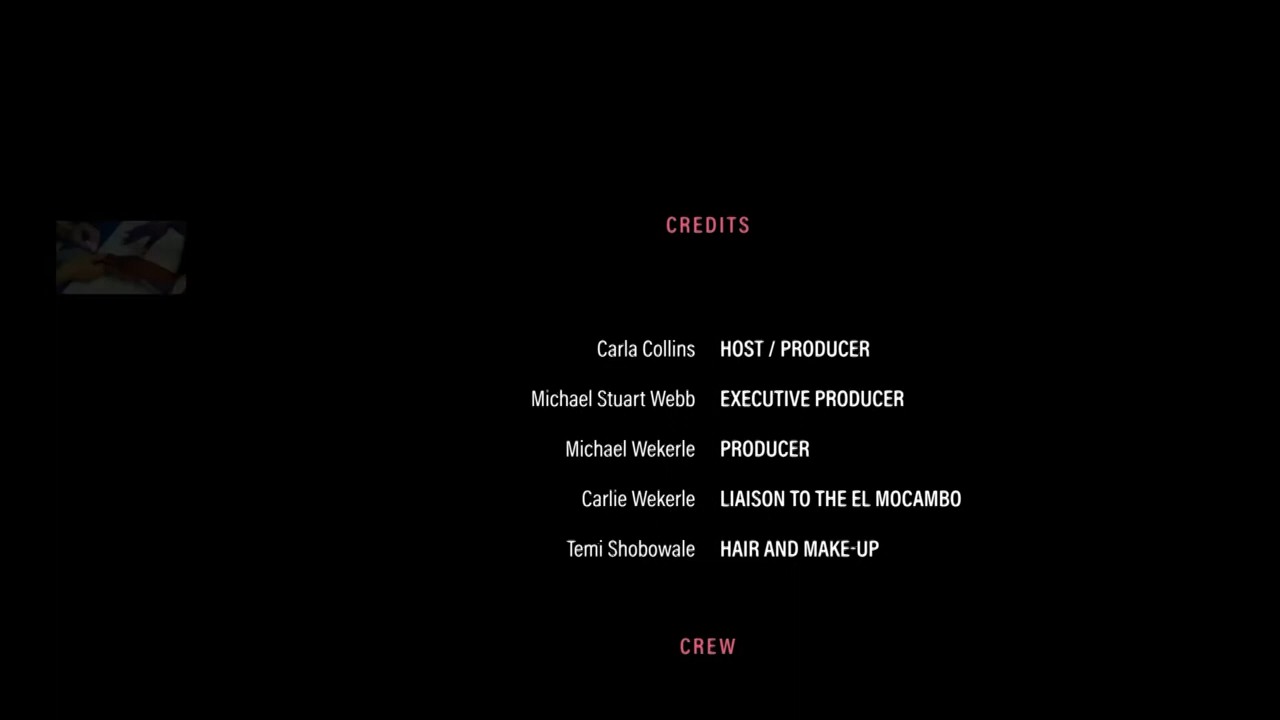 CREDITS
Carla Collins HOST / PRODUCER
Michael Stuart Webb EXECUTIVE PRODUCER
Michael Wekerle PRODUCER
Carlie Wekerle LIAISON TO THE EL MOCAMBO
Temi Shobowale HAIR AND MAKE-UP
CREW